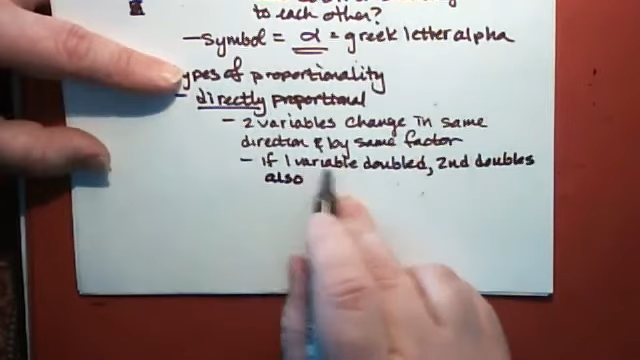 to each other?
- symbol = α = greek letter alpha
ypes of proportionality
- directly proportional
- 2 variables change in same
direction & by same factor
- if 1 variable doubled, 2nd doubles
also